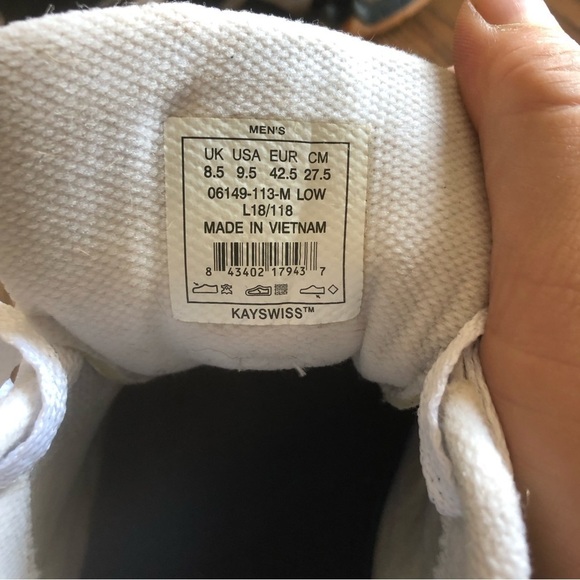 MEN'S
UK USA EUR CM
8.5 9.5 42.5 27.5
06149-113-M LOW
L18/118
MADE IN VIETNAM
8 43402 17943 7
KAYSWISS™